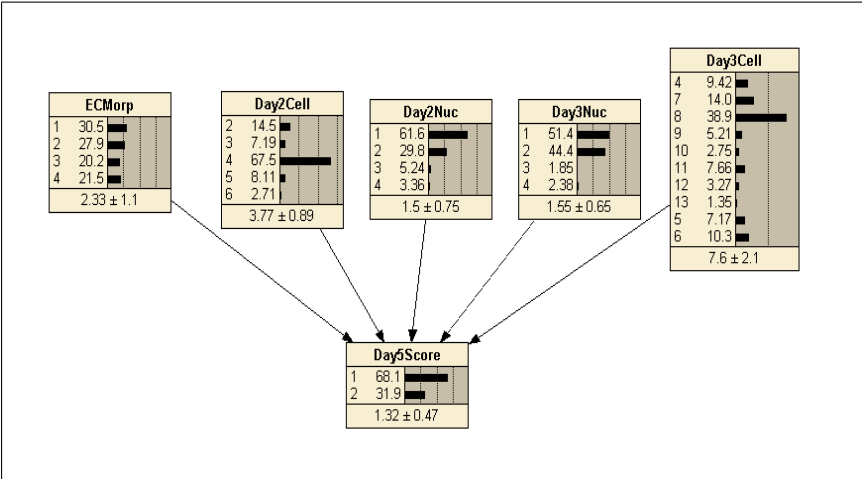 ECMorp
1 30.5
2 27.9
3 20.2
4 21.5
2.33 ± 1.1
Day2Cell
2 14.5
3 7.19
4 67.5
5 8.11
6 2.71
3.77 ± 0.89
Day2Nuc
1 61.6
2 29.8
3 5.24
4 3.36
1.5 ± 0.75
Day3Nuc
1 51.4
2 44.4
3 1.85
4 2.38
1.55 ± 0.65
Day3Cell
4 9.42
7 14.0
8 38.9
9 5.21
10 2.75
11 7.66
12 3.27
13 1.35
5 7.17
6 10.3
7.6 ± 2.1
Day5Score
1 68.1
2 31.9
1.32 ± 0.47